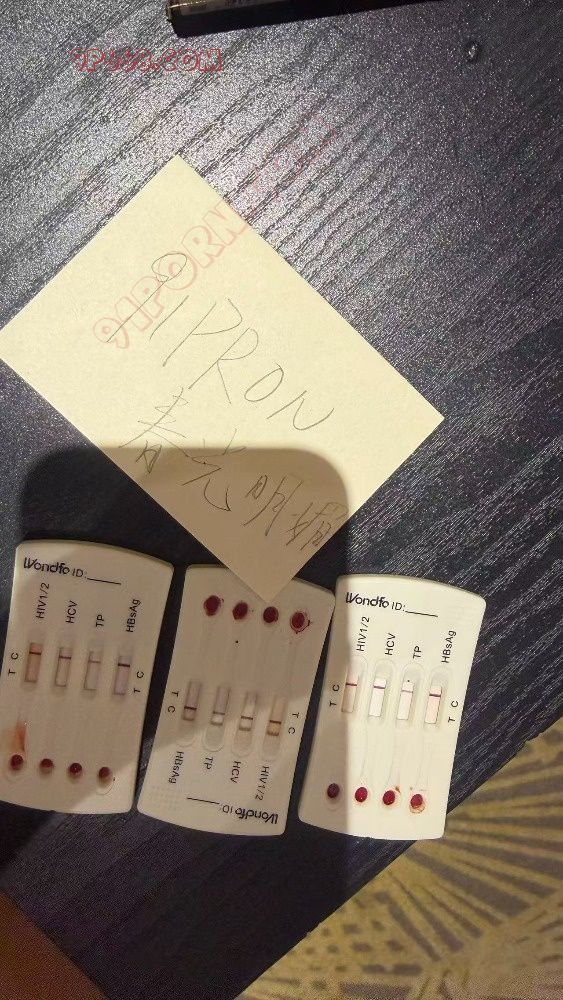 91PORN
91PRON
春光明媚
Wondfo ID:
HIV1/2
HCV
TP
HBsAg
T C
T C
Wondfo ID:
HIV1/2
HCV
TP
HBsAg
T C
T C
Wondfo ID:
HIV1/2
HCV
TP
HBsAg
T C
T C